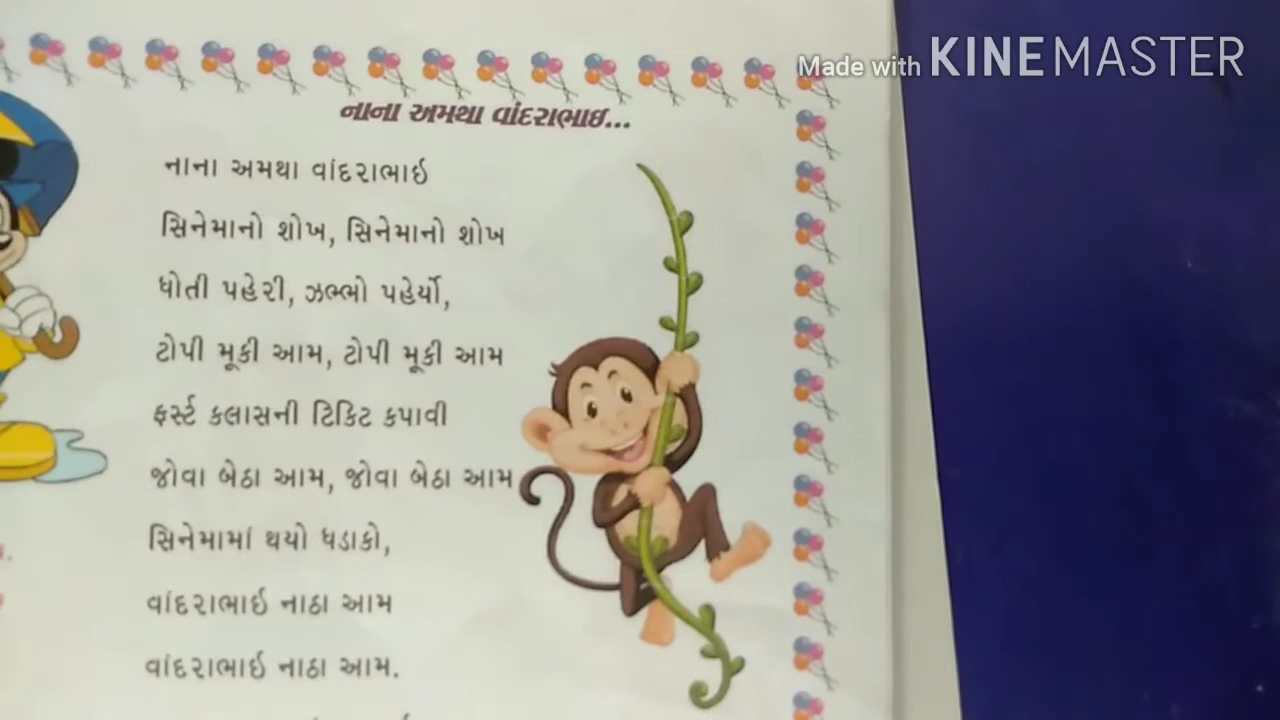 Made with KINEMASTER
નાના અમથા વાંદરાભાઇ...
નાના અમથા વાંદરાભાઇ
સિનેમાનો શોખ, સિનેમાનો શોખ
ધોતી પહેરી, ઝભ્ભો પહેર્યો,
ટોપી મૂકી આમ, ટોપી મૂકી આમ
ફર્સ્ટ કલાસની ટિકિટ કપાવી
જોવા બેઠા આમ, જોવા બેઠા આમ
સિનેમામાં થયો ધડાકો,
વાંદરાભાઇ નાઠા આમ
વાંદરાભાઇ નાઠા આમ.